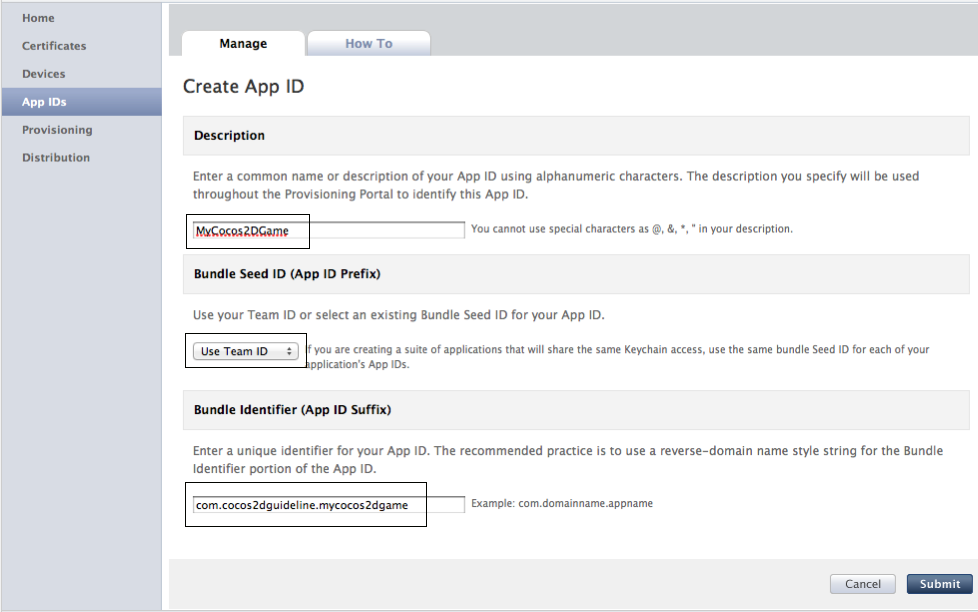 Home
Certificates
Devices
App IDs
Provisioning
Distribution
Manage
How To
Create App ID
Description
Enter a common name or description of your App ID using alphanumeric characters. The description you specify will be used
throughout the Provisioning Portal to identify this App ID.
MyCocos2DGame
You cannot use special characters as @, &, *, " in your description.
Bundle Seed ID (App ID Prefix)
Use your Team ID or select an existing Bundle Seed ID for your App ID.
Use Team ID
If you are creating a suite of applications that will share the same Keychain access, use the same bundle Seed ID for each of your
application's App IDs.
Bundle Identifier (App ID Suffix)
Enter a unique identifier for your App ID. The recommended practice is to use a reverse-domain name style string for the Bundle
Identifier portion of the App ID.
com.cocos2dguideline.mycocos2dgame
Example: com.domainname.appname
Cancel
Submit